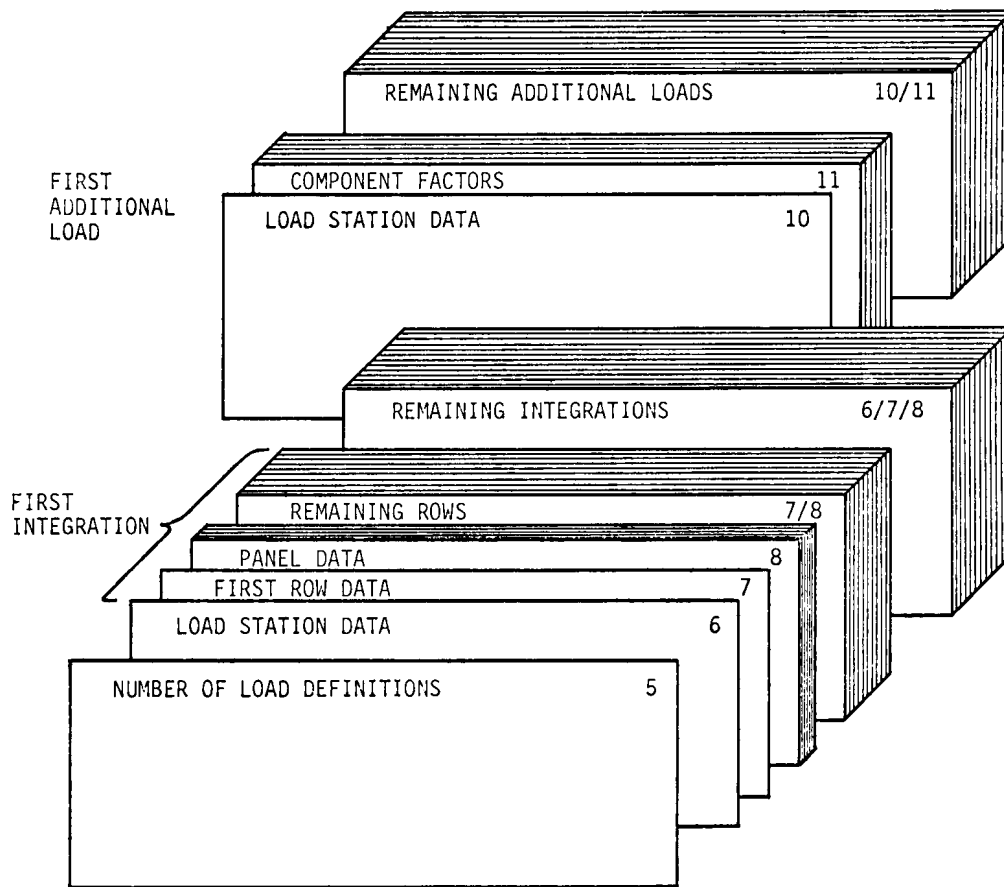 REMAINING ADDITIONAL LOADS 10/11
FIRST
ADDITIONAL
LOAD
COMPONENT FACTORS 11
LOAD STATION DATA 10
REMAINING INTEGRATIONS 6/7/8
FIRST
INTEGRATION
REMAINING ROWS 7/8
PANEL DATA 8
FIRST ROW DATA 7
LOAD STATION DATA 6
NUMBER OF LOAD DEFINITIONS 5